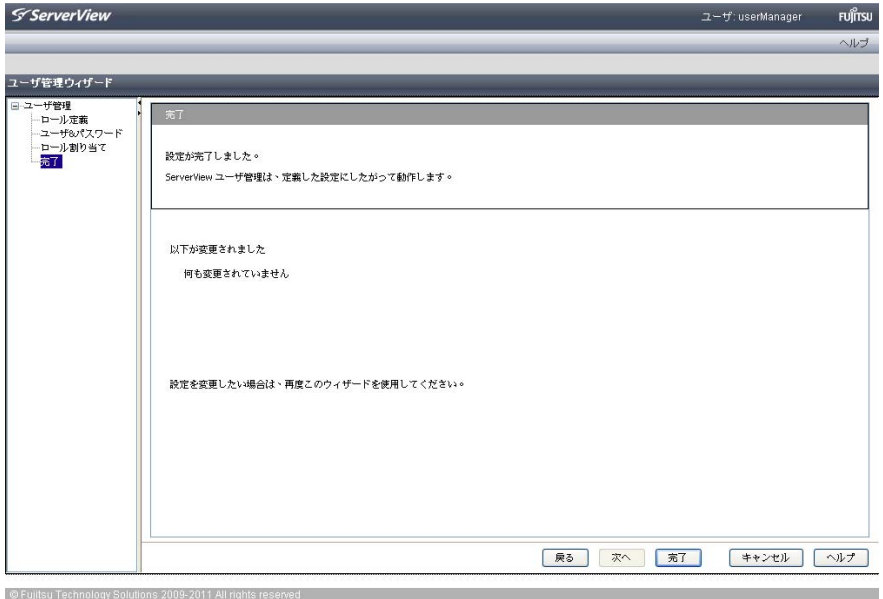 ServerView
ユーザ: userManager
FUJITSU
ヘルプ
ユーザ管理ウィザード
ユーザ管理
ロール定義
ユーザ&パスワード
ロール割り当て
完了
完了
設定が完了しました。
ServerView ユーザ管理は、定義した設定にしたがって動作します。
以下が変更されました
何も変更されていません
設定を変更したい場合は、再度このウィザードを使用してください。
戻る 次へ 完了 キャンセル ヘルプ
© Fujitsu Technology Solutions 2009-2011 All rights reserved